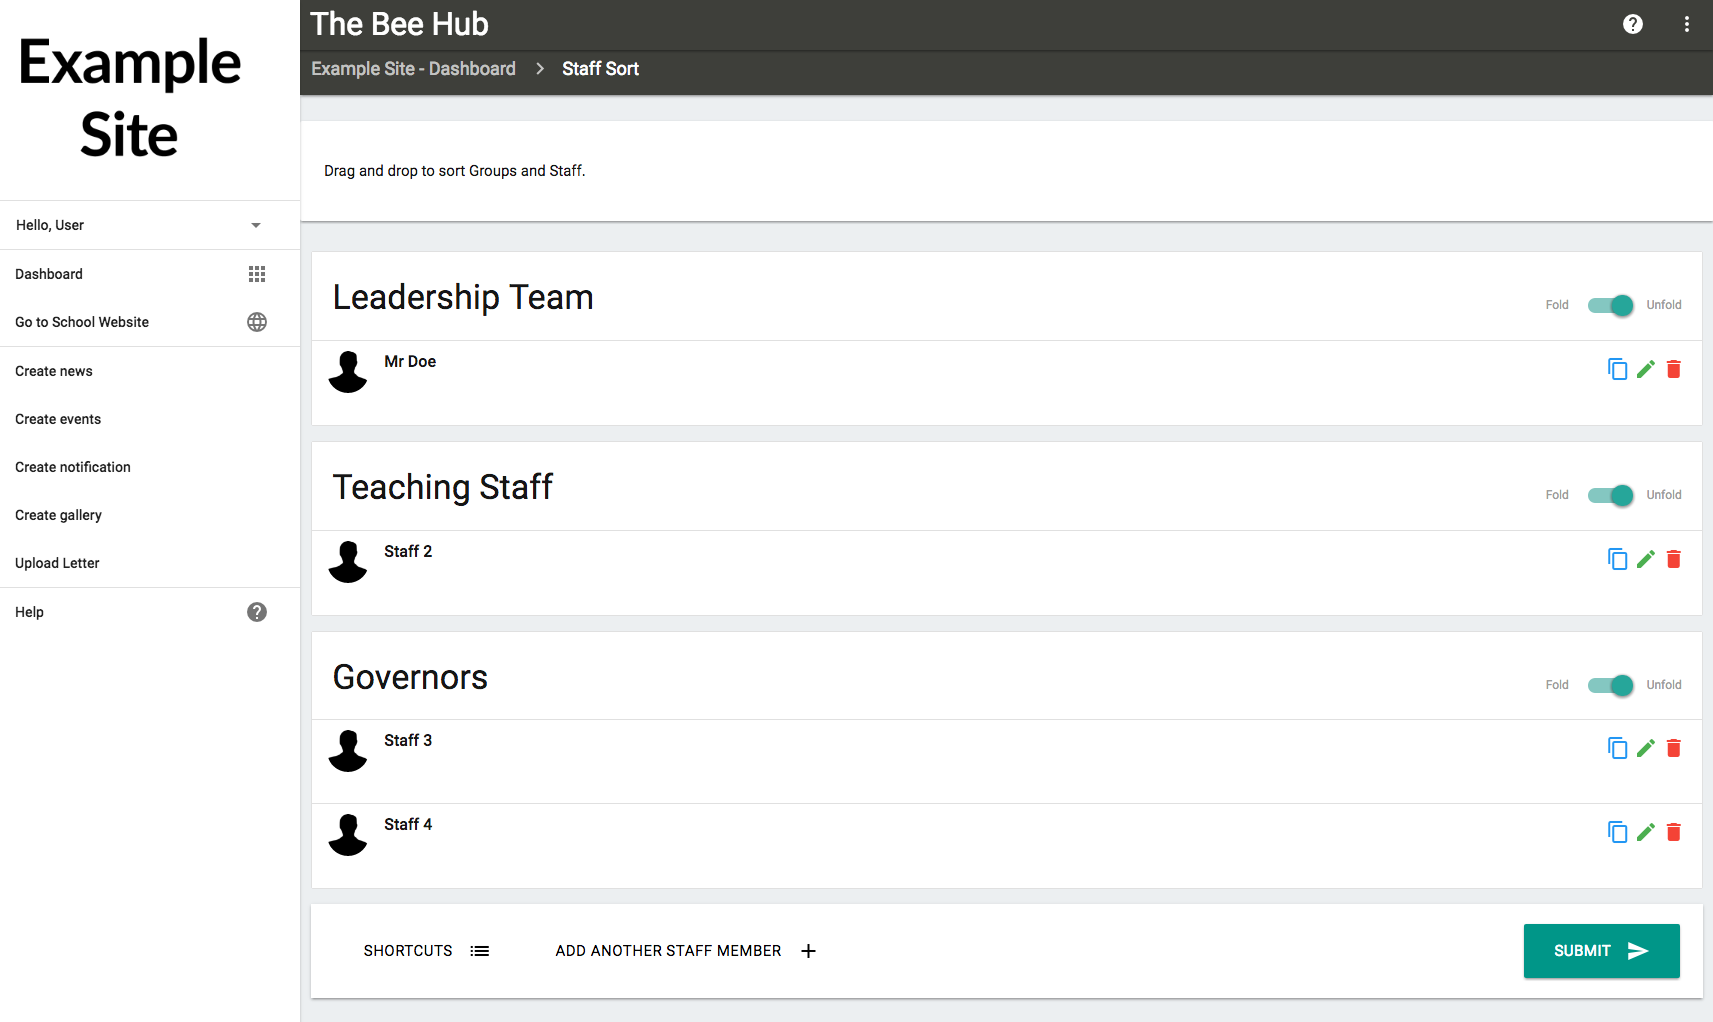 Example
Site
Hello, User
Dashboard
Go to School Website
Create news
Create events
Create notification
Create gallery
Upload Letter
Help
The Bee Hub
Example Site - Dashboard > Staff Sort
Drag and drop to sort Groups and Staff.
Leadership Team
Fold Unfold
Mr Doe
Teaching Staff
Fold Unfold
Staff 2
Governors
Fold Unfold
Staff 3
Staff 4
SHORTCUTS ADD ANOTHER STAFF MEMBER + SUBMIT